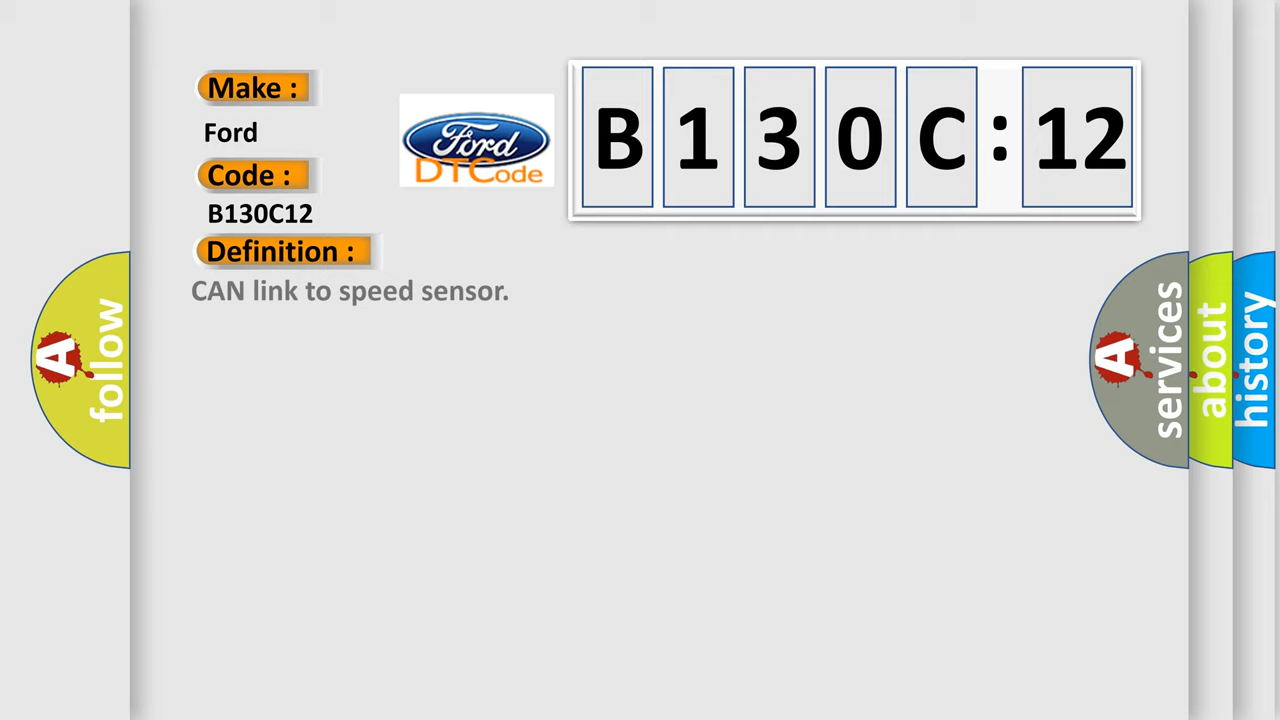 Make :
Ford
Code :
B130C12
Definition :
CAN link to speed sensor.
Ford
DTCode
B 1 3 0 C : 12
A follow
A services
about
history